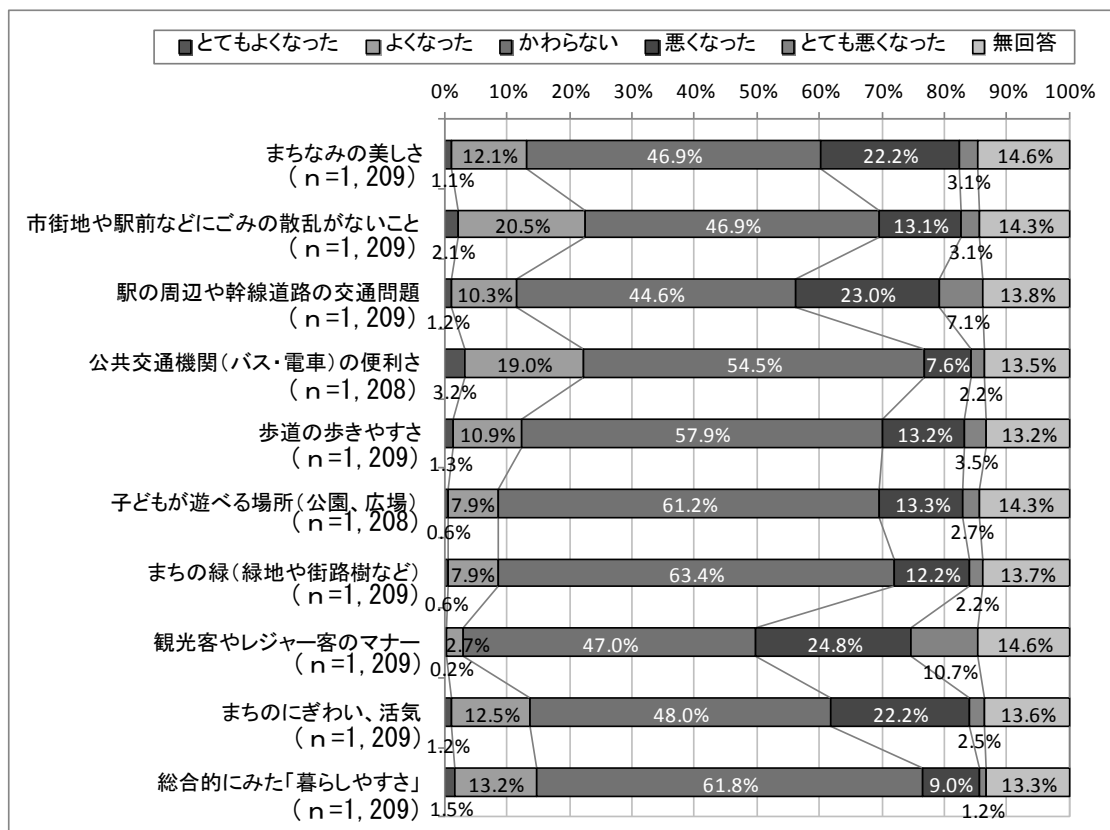 とてもよくなった よくなった かわらない 悪くなった とても悪くなった 無回答
0% 10% 20% 30% 40% 50% 60% 70% 80% 90% 100%
まちなみの美しさ
(n=1,209)
1.1% 12.1% 46.9% 22.2% 3.1% 14.6%
市街地や駅前などにごみの散乱がないこと
(n=1,209)
2.1% 20.5% 46.9% 13.1% 3.1% 14.3%
駅の周辺や幹線道路の交通問題
(n=1,209)
1.2% 10.3% 44.6% 23.0% 7.1% 13.8%
公共交通機関(バス・電車)の便利さ
(n=1,208)
3.2% 19.0% 54.5% 7.6% 2.2% 13.5%
歩道の歩きやすさ
(n=1,209)
1.3% 10.9% 57.9% 13.2% 3.5% 13.2%
子どもが遊べる場所(公園、広場)
(n=1,208)
0.6% 7.9% 61.2% 13.3% 2.7% 14.3%
まちの緑(緑地や街路樹など)
(n=1,209)
0.6% 7.9% 63.4% 12.2% 2.2% 13.7%
観光客やレジャー客のマナー
(n=1,209)
0.2% 2.7% 47.0% 24.8% 10.7% 14.6%
まちのにぎわい、活気
(n=1,209)
1.2% 12.5% 48.0% 22.2% 2.5% 13.6%
総合的にみた「暮らしやすさ」
(n=1,209)
1.5% 13.2% 61.8% 9.0% 1.2% 13.3%